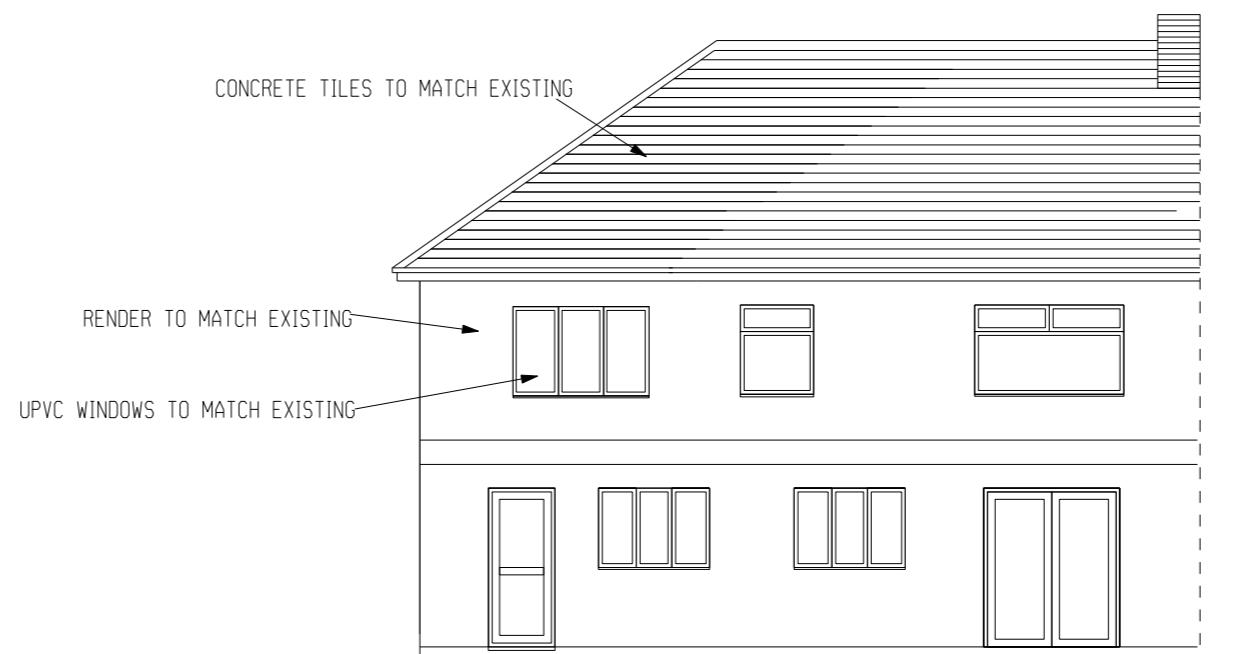 CONCRETE TILES TO MATCH EXISTING
RENDER TO MATCH EXISTING
UPVC WINDOWS TO MATCH EXISTING